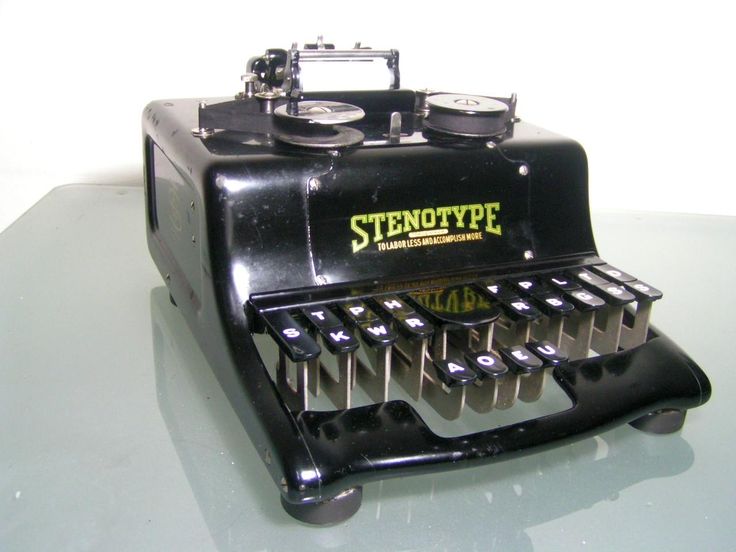 STENOTYPE
TO LABOR LESS AND ACCOMPLISH MORE
T P H F P L D
S K W R R B G S
A O E U